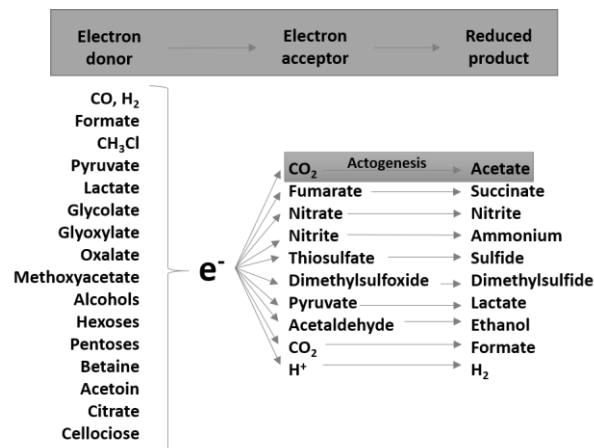 Electron donor
Electron acceptor
Reduced product
CO, H₂
Formate
CH₃Cl
Pyruvate
Lactate
Glycolate
Glyoxylate
Oxalate
Methoxyacetate
Alcohols
Hexoses
Pentoses
Betaine
Acetoin
Citrate
Cellociose
e⁻
CO₂ Actogenesis Acetate
Fumarate Succinate
Nitrate Nitrite
Nitrite Ammonium
Thiosulfate Sulfide
Dimethylsulfoxide Dimethylsulfide
Pyruvate Lactate
Acetaldehyde Ethanol
CO₂ Formate
H⁺ H₂